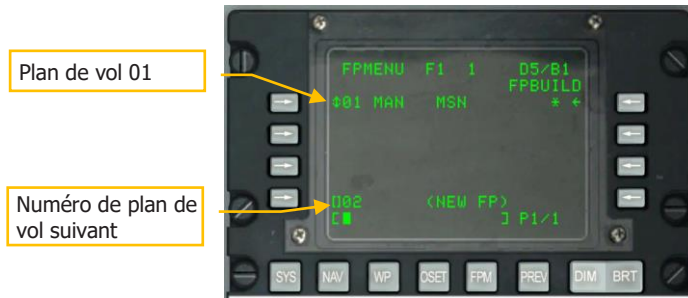 Plan de vol 01
Numéro de plan de
vol suivant
FPMENU F1 1 D5/B1
FPBUILD
01 MAN MSN * ←
[]02 (NEW FP)
[ ] P1/1
SYS NAV WP OSET FPM PREV DIM BRT